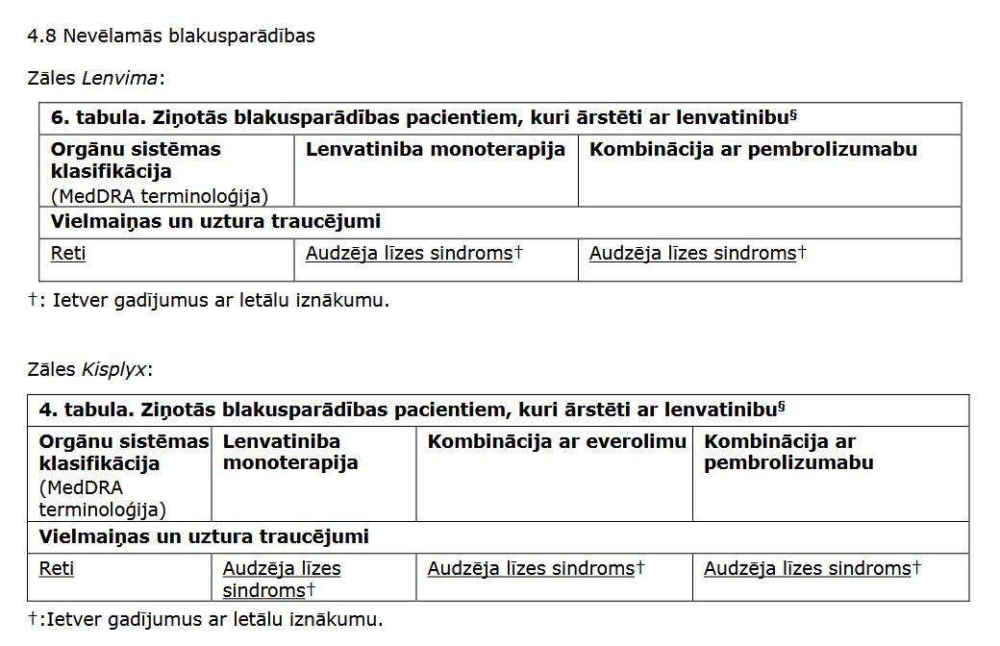 4.8 Nevēlamās blakusparādības
Zāles Lenvima:
6. tabula. Ziņotās blakusparādības pacientiem, kuri ārstēti ar lenvatinibu§
Orgānu sistēmas klasifikācija (MedDRA terminoloģija) Lenvatiniba monoterapija Kombinācija ar pembrolizumabu
Vielmaiņas un uztura traucējumi
Reti Audzēja līzes sindroms† Audzēja līzes sindroms†
†: Ietver gadījumus ar letālu iznākumu.
Zāles Kisplyx:
4. tabula. Ziņotās blakusparādības pacientiem, kuri ārstēti ar lenvatinibu§
Orgānu sistēmas klasifikācija (MedDRA terminoloģija) Lenvatiniba monoterapija Kombinācija ar everolimu Kombinācija ar pembrolizumabu
Vielmaiņas un uztura traucējumi
Reti Audzēja līzes sindroms† Audzēja līzes sindroms† Audzēja līzes sindroms†
†:Ietver gadījumus ar letālu iznākumu.